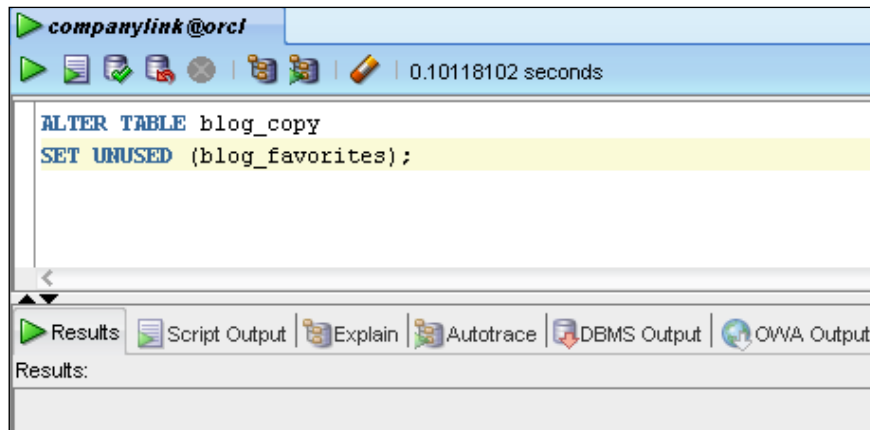 companylink@orcl
0.10118102 seconds
ALTER TABLE blog_copy
SET UNUSED (blog_favorites);
Results Script Output Explain Autotrace DBMS Output OWA Output
Results: